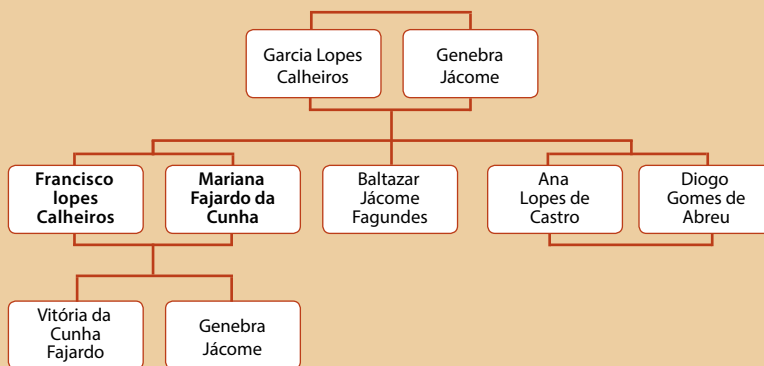 Garcia Lopes
Calheiros
Genebra
Jácome
Francisco
lopes
Calheiros
Mariana
Fajardo da
Cunha
Baltazar
Jácome
Fagundes
Ana
Lopes de
Castro
Diogo
Gomes de
Abreu
Vitória da
Cunha
Fajardo
Genebra
Jácome